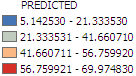 PREDICTED
5.142530 - 21.333530
21.333531 - 41.660710
41.660711 - 56.759920
56.759921 - 69.974830